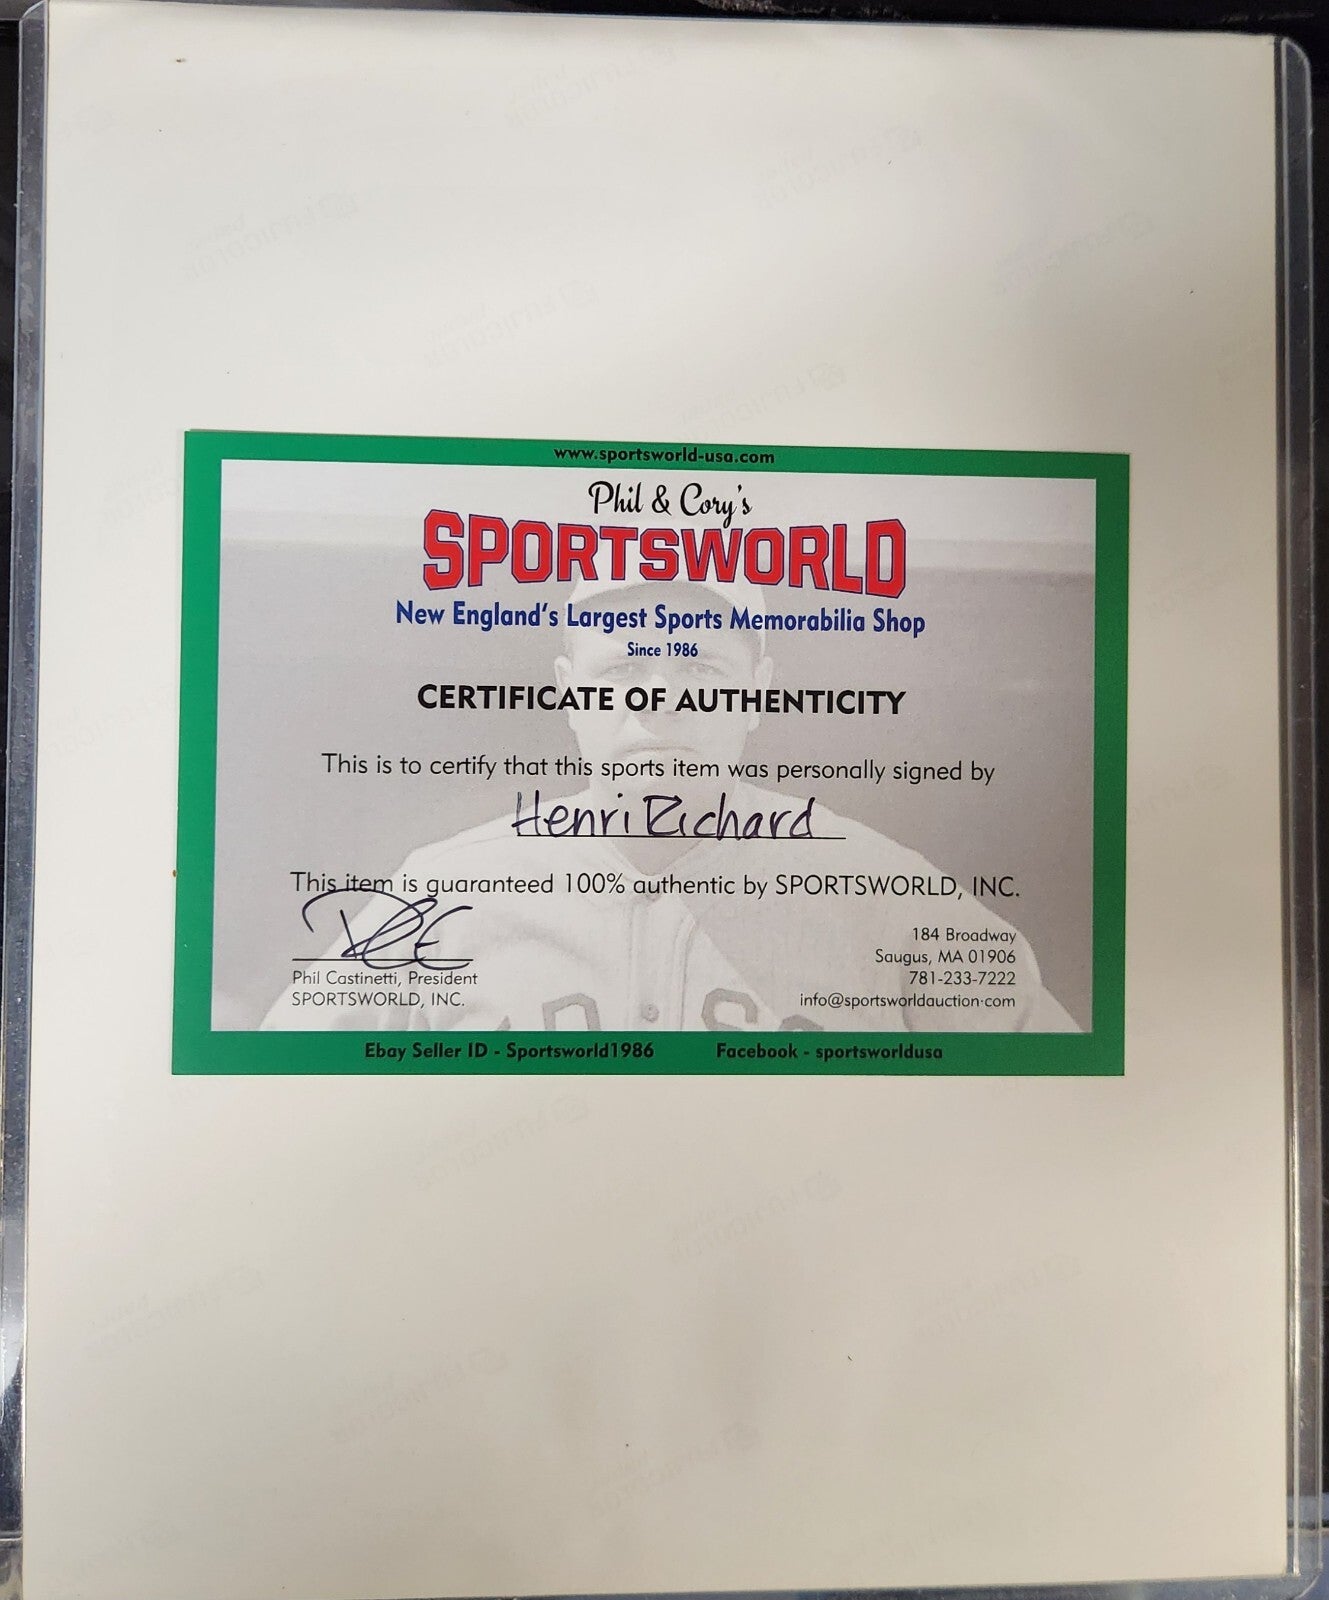 www.sportsworld-usa.com
Phil & Cory's
SPORTSWORLD
New England's Largest Sports Memorabilia Shop
Since 1986
CERTIFICATE OF AUTHENTICITY
This is to certify that this sports item was personally signed by
Henri Richard
This item is guaranteed 100% authentic by SPORTSWORLD, INC.
Phil Castinetti, President
SPORTSWORLD, INC.
184 Broadway
Saugus, MA 01906
781-233-7222
info@sportsworldauction.com
Ebay Seller ID - Sportsworld1986
Facebook - sportsworldusa